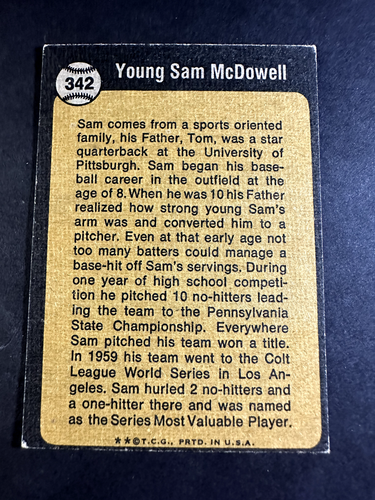 342
Young Sam McDowell
Sam comes from a sports oriented
family, his Father, Tom, was a star
quarterback at the University of
Pittsburgh. Sam began his base-
ball career in the outfield at the
age of 8. When he was 10 his Father
realized how strong young Sam's
arm was and converted him to a
pitcher. Even at that early age not
too many batters could manage a
base-hit off Sam's servings. During
one year of high school competi-
tion he pitched 10 no-hitters lead-
ing the team to the Pennsylvania
State Championship. Everywhere
Sam pitched his team won a title.
In 1959 his team went to the Colt
League World Series in Los An-
geles. Sam hurled 2 no-hitters and
a one-hitter there and was named
as the Series Most Valuable Player.
★★©T.C.G., PRTD. IN U.S.A.